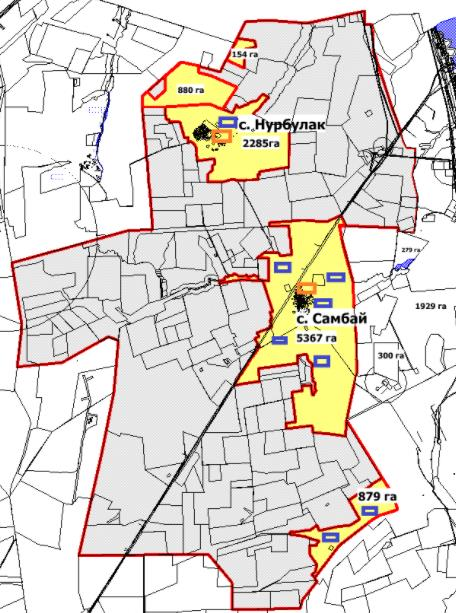 154 га
880 га
с. Нурбулак
2285га
279 га
1929 га
с. Самбай
5367 га
300 га
879 га